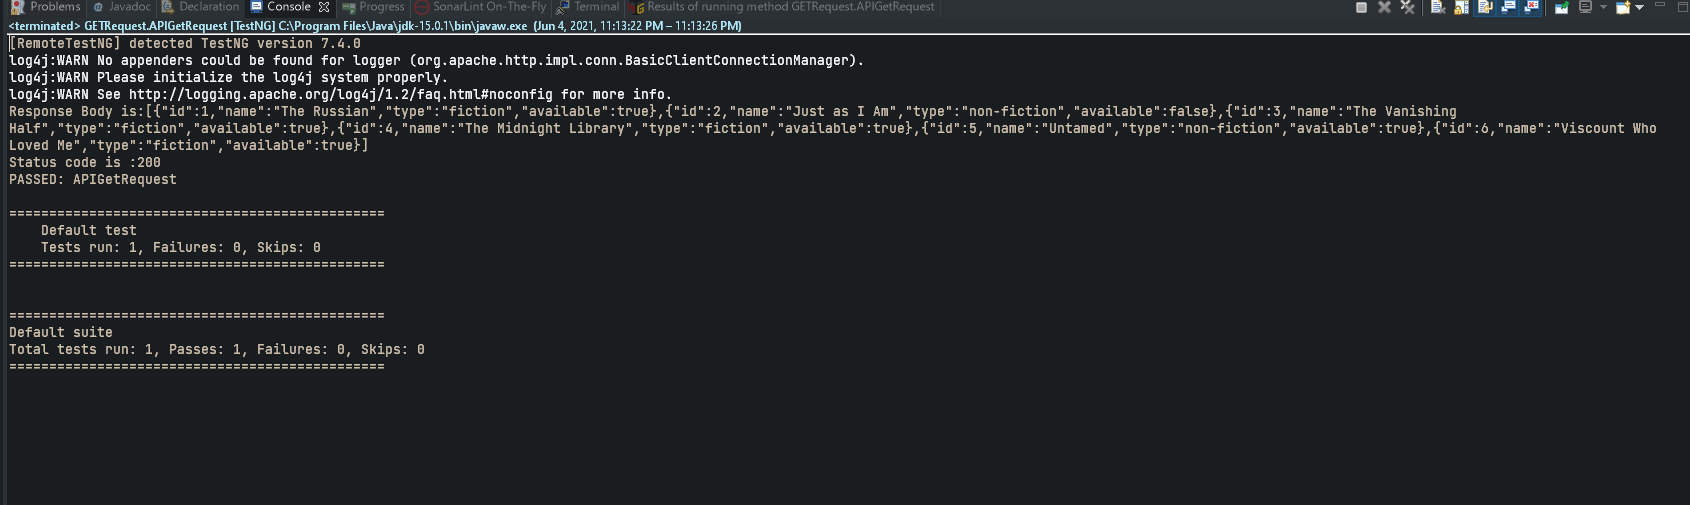 Problems Javadoc Declaration Console Progress SonarLint On-The-Fly Terminal Results of running method GETRequest.APIGetRequest
<terminated> GETRequest.APIGetRequest [TestNG] C:\Program Files\Java\jdk-15.0.1\bin\javaw.exe (Jun 4, 2021, 11:13:22 PM – 11:13:26 PM)
[RemoteTestNG] detected TestNG version 7.4.0
log4j:WARN No appenders could be found for logger (org.apache.http.impl.conn.BasicClientConnectionManager).
log4j:WARN Please initialize the log4j system properly.
log4j:WARN See http://logging.apache.org/log4j/1.2/faq.html#noconfig for more info.
Response Body is:[{"id":1,"name":"The Russian","type":"fiction","available":true},{"id":2,"name":"Just as I Am","type":"non-fiction","available":false},{"id":3,"name":"The Vanishing
Half","type":"fiction","available":true},{"id":4,"name":"The Midnight Library","type":"fiction","available":true},{"id":5,"name":"Untamed","type":"non-fiction","available":true},{"id":6,"name":"Viscount Who
Loved Me","type":"fiction","available":true}]
Status code is :200
PASSED: APIGetRequest
===============================================
Default test
Tests run: 1, Failures: 0, Skips: 0
===============================================
===============================================
Default suite
Total tests run: 1, Passes: 1, Failures: 0, Skips: 0
===============================================